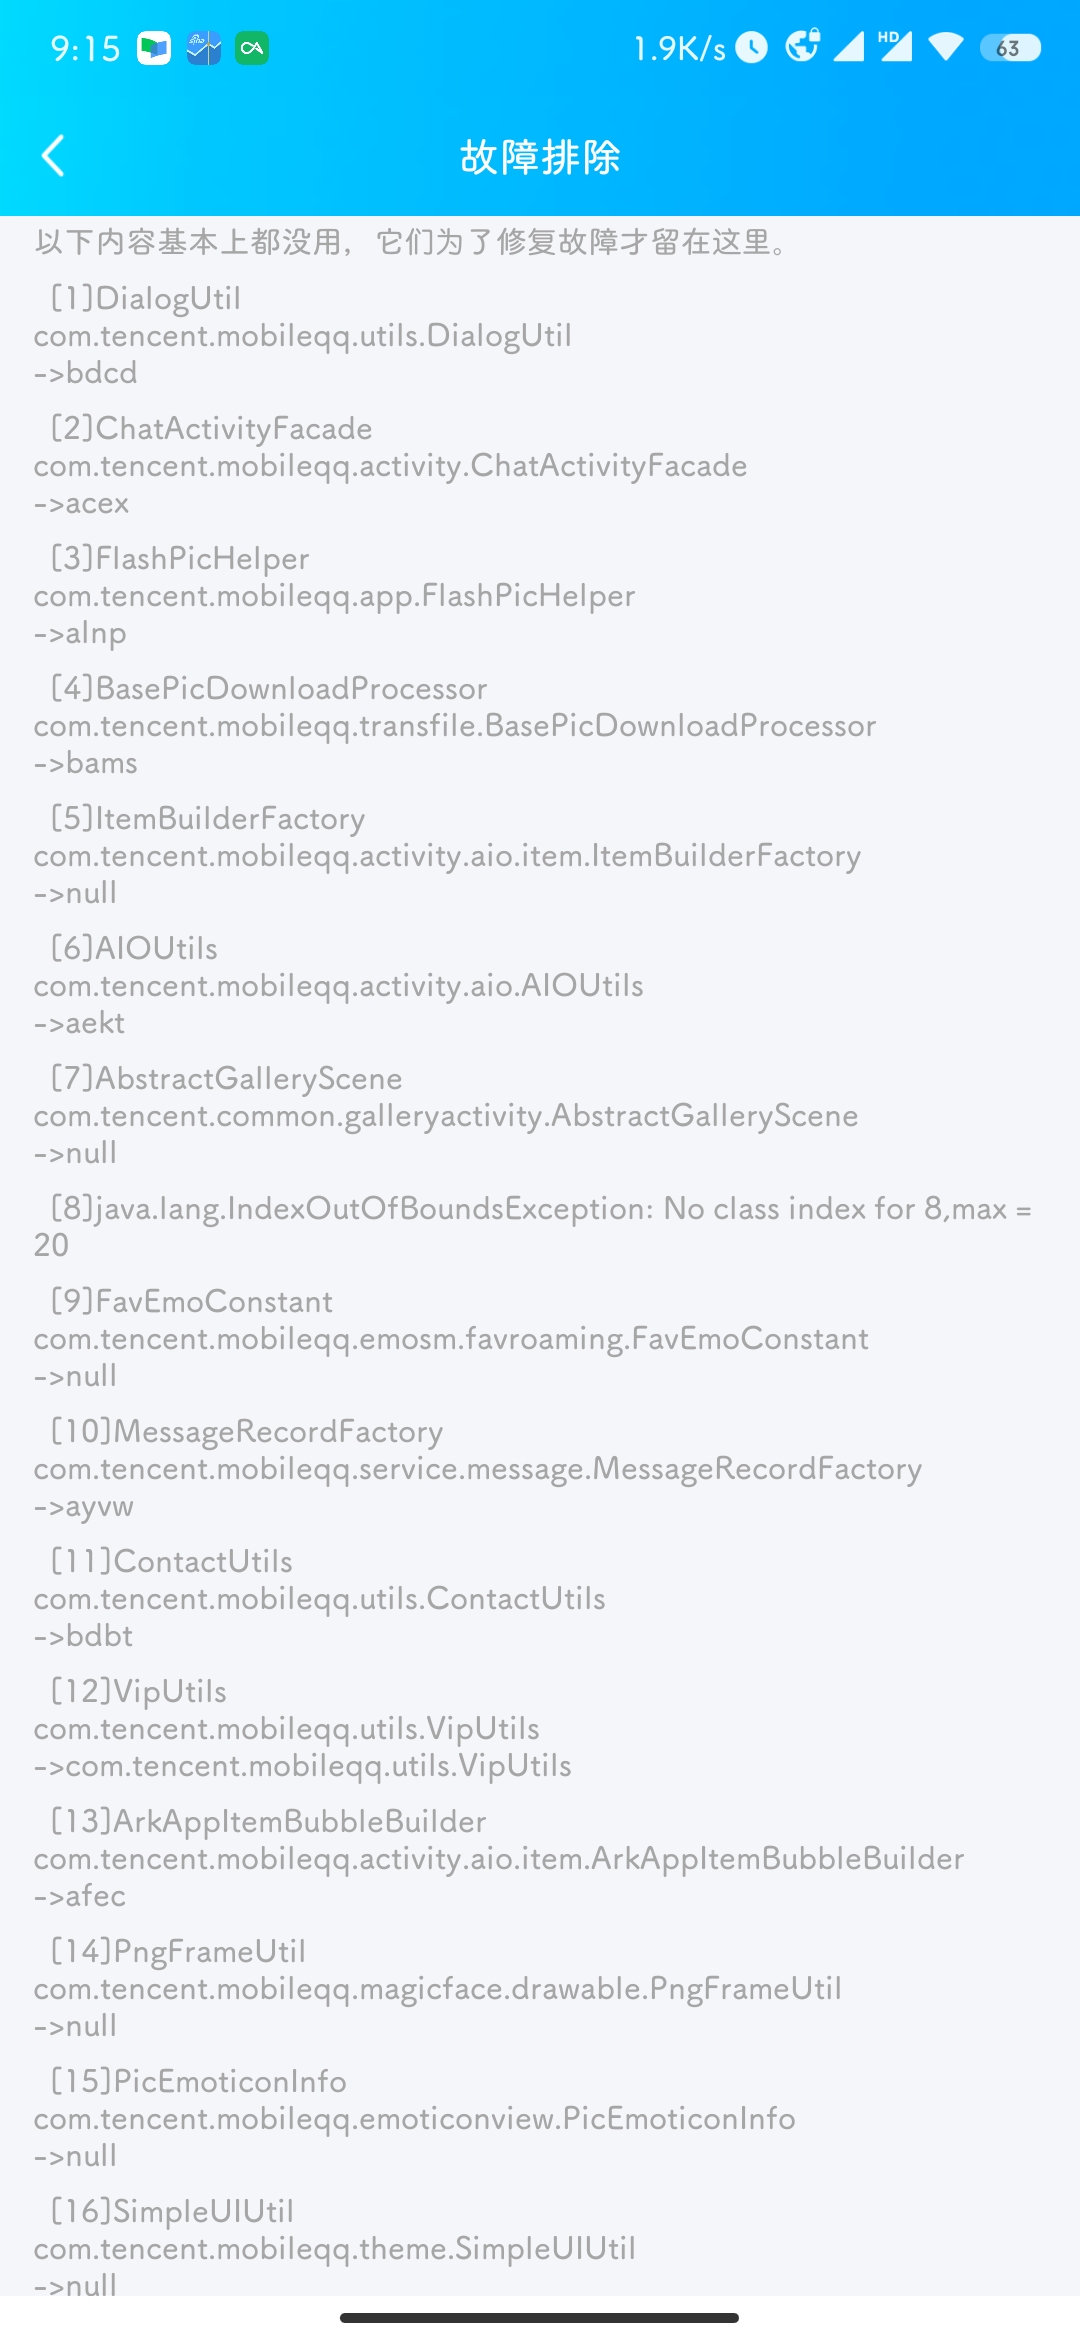 9:15 1.9K/s HD 63
故障排除
以下内容基本上都没用，它们为了修复故障才留在这里。
[1]DialogUtil
com.tencent.mobileqq.utils.DialogUtil
->bdcd
[2]ChatActivityFacade
com.tencent.mobileqq.activity.ChatActivityFacade
->acex
[3]FlashPicHelper
com.tencent.mobileqq.app.FlashPicHelper
->alnp
[4]BasePicDownloadProcessor
com.tencent.mobileqq.transfile.BasePicDownloadProcessor
->bams
[5]ItemBuilderFactory
com.tencent.mobileqq.activity.aio.item.ItemBuilderFactory
->null
[6]AIOUtils
com.tencent.mobileqq.activity.aio.AIOUtils
->aekt
[7]AbstractGalleryScene
com.tencent.common.galleryactivity.AbstractGalleryScene
->null
[8]java.lang.IndexOutOfBoundsException: No class index for 8,max =
20
[9]FavEmoConstant
com.tencent.mobileqq.emosm.favroaming.FavEmoConstant
->null
[10]MessageRecordFactory
com.tencent.mobileqq.service.message.MessageRecordFactory
->ayvw
[11]ContactUtils
com.tencent.mobileqq.utils.ContactUtils
->bdbt
[12]VipUtils
com.tencent.mobileqq.utils.VipUtils
->com.tencent.mobileqq.utils.VipUtils
[13]ArkAppItemBubbleBuilder
com.tencent.mobileqq.activity.aio.item.ArkAppItemBubbleBuilder
->afec
[14]PngFrameUtil
com.tencent.mobileqq.magicface.drawable.PngFrameUtil
->null
[15]PicEmoticonInfo
com.tencent.mobileqq.emoticonview.PicEmoticonInfo
->null
[16]SimpleUIUtil
com.tencent.mobileqq.theme.SimpleUIUtil
->null